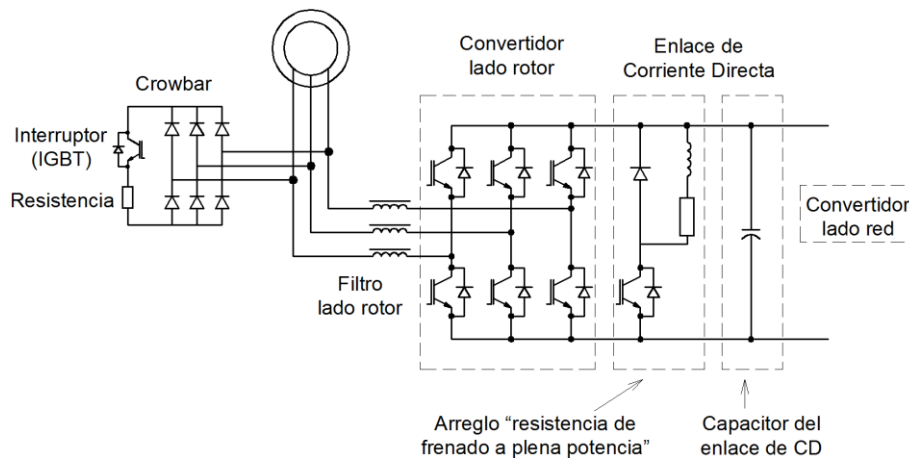 Crowbar
Interruptor
(IGBT)
Resistencia
Filtro
lado rotor
Convertidor
lado rotor
Enlace de
Corriente Directa
Convertidor
lado red
Arreglo “resistencia de
frenado a plena potencia”
Capacitor del
enlace de CD